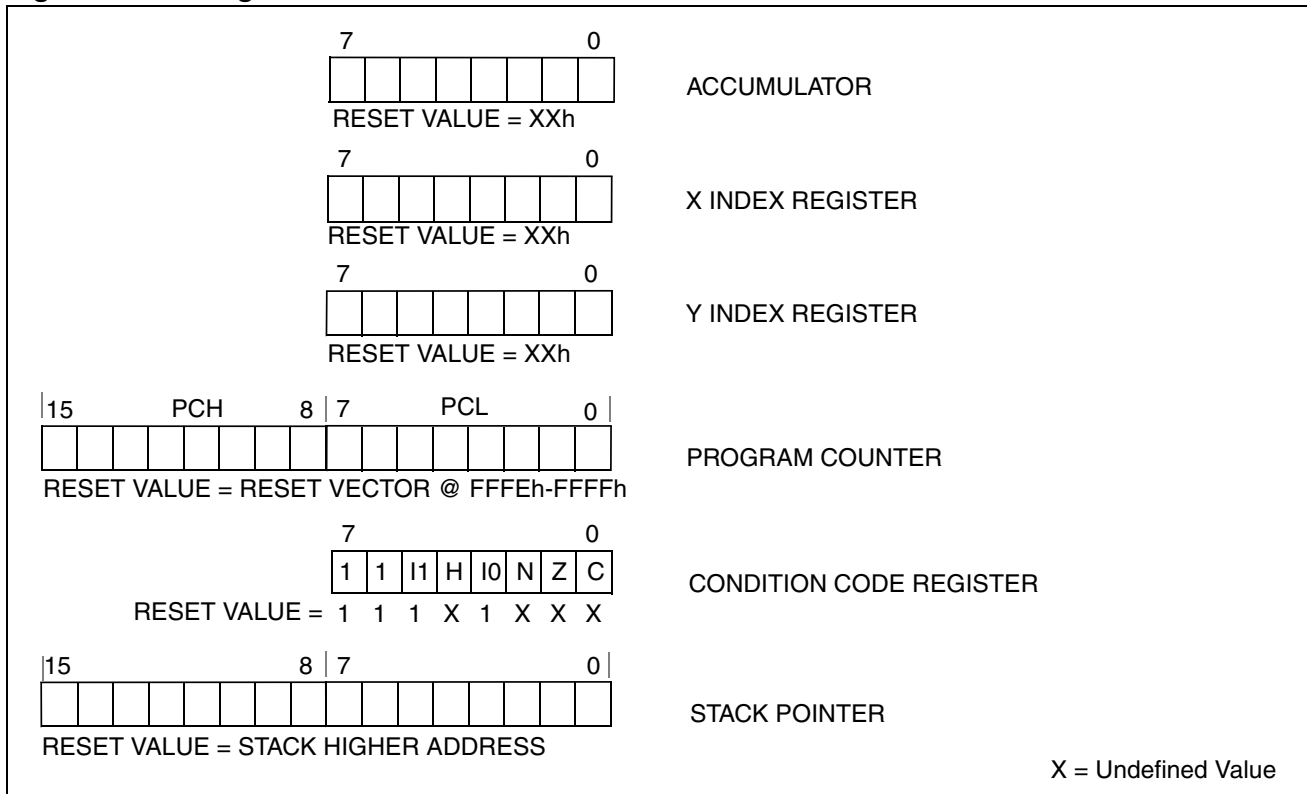 7 0
ACCUMULATOR
RESET VALUE = XXh
7 0
X INDEX REGISTER
RESET VALUE = XXh
7 0
Y INDEX REGISTER
RESET VALUE = XXh
15 PCH 8 7 PCL 0
PROGRAM COUNTER
RESET VALUE = RESET VECTOR @ FFFEh-FFFFh
7 0
1 1 I1 H I0 N Z C
CONDITION CODE REGISTER
RESET VALUE = 1 1 1 X 1 X X X
15 8 7 0
STACK POINTER
RESET VALUE = STACK HIGHER ADDRESS
X = Undefined Value